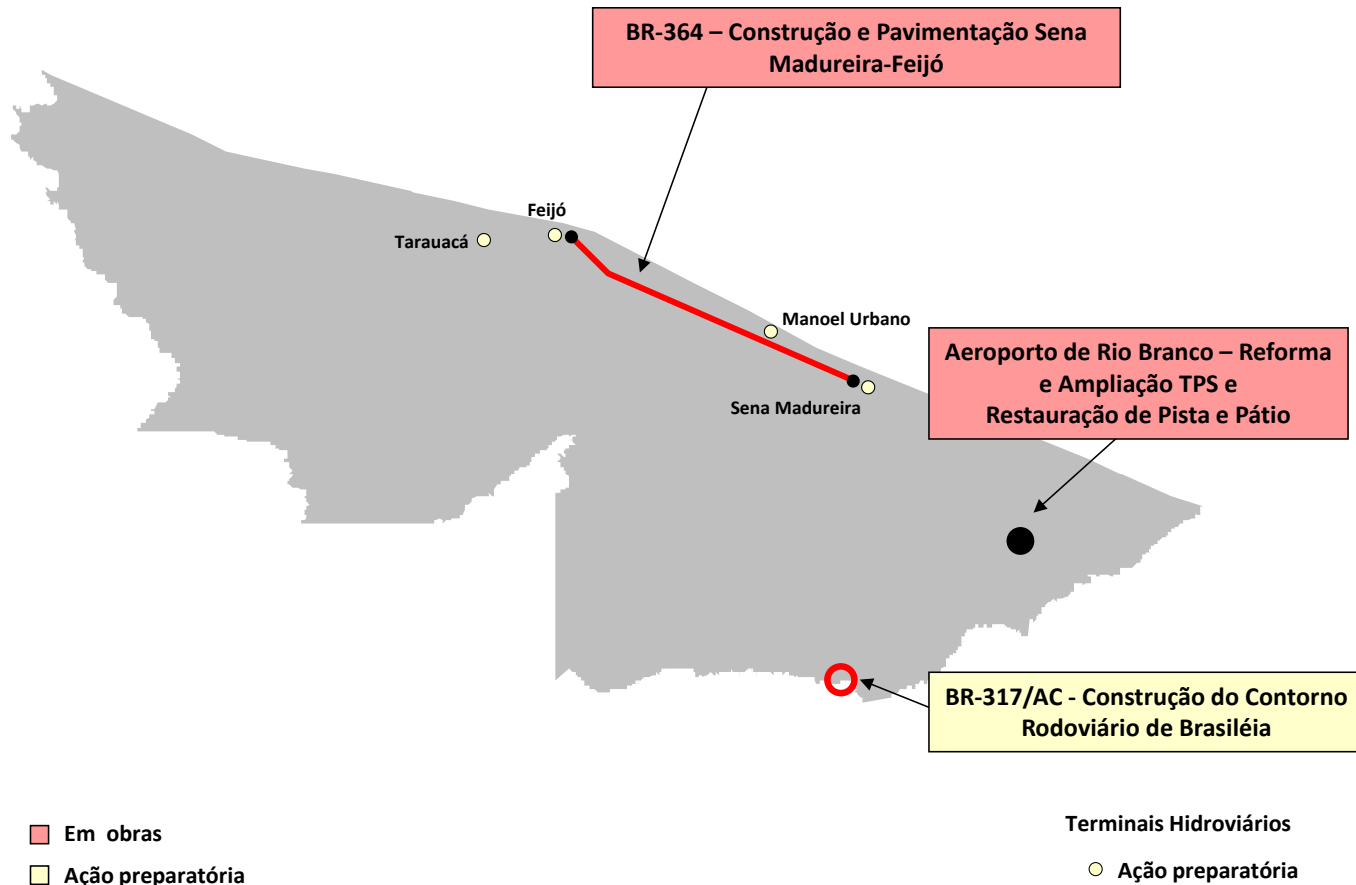 BR-364 – Construção e Pavimentação Sena
Madureira-Feijó
Feijó
Tarauacá
Manoel Urbano
Sena Madureira
Aeroporto de Rio Branco – Reforma
e Ampliação TPS e
Restauração de Pista e Pátio
BR-317/AC - Construção do Contorno
Rodoviário de Brasiléia
Em obras
Ação preparatória
Terminais Hidroviários
Ação preparatória